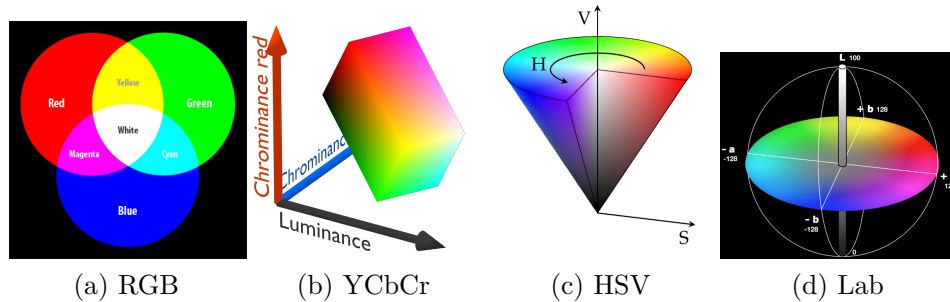 Yellow
Red
Green
White
Magenta
Cyan
Blue
(a) RGB
Chrominance red
Chrominance
Luminance
(b) YCbCr
V
H
S
(c) HSV
L 100
+ b 128
- a
-128
+
- b
-128
0
(d) Lab